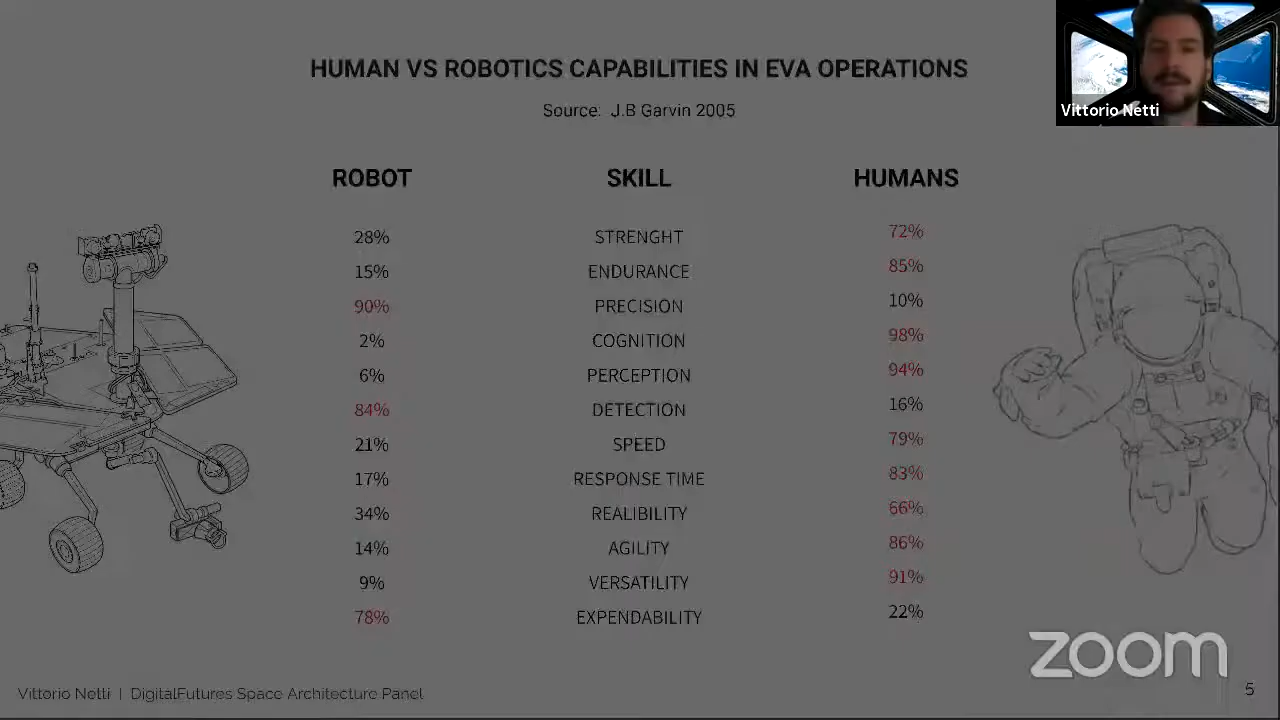 HUMAN VS ROBOTICS CAPABILITIES IN EVA OPERATIONS
Source: J.B Garvin 2005
Vittorio Netti
ROBOT SKILL HUMANS
28% STRENGHT 72%
15% ENDURANCE 85%
90% PRECISION 10%
2% COGNITION 98%
6% PERCEPTION 94%
84% DETECTION 16%
21% SPEED 79%
17% RESPONSE TIME 83%
34% REALIBILITY 66%
14% AGILITY 86%
9% VERSATILITY 91%
78% EXPENDABILITY 22%
zoom
Vittorio Netti | DigitalFutures Space Architecture Panel
5